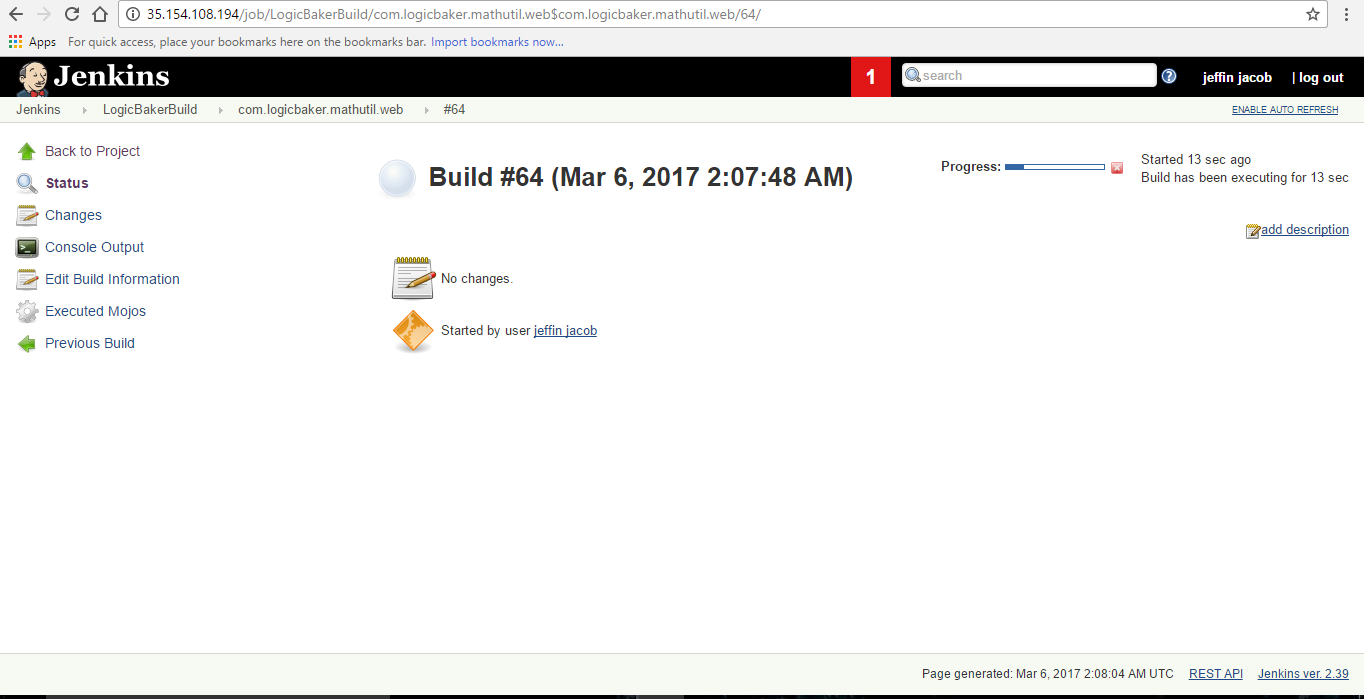 35.154.108.194/job/LogicBakerBuild/com.logicbaker.mathutil.web$com.logicbaker.mathutil.web/64/
Apps For quick access, place your bookmarks here on the bookmarks bar. Import bookmarks now...
Jenkins 1 search ? jeffin jacob | log out
Jenkins LogicBakerBuild com.logicbaker.mathutil.web #64 ENABLE AUTO REFRESH
Back to Project
Status
Changes
Console Output
Edit Build Information
Executed Mojos
Previous Build
Build #64 (Mar 6, 2017 2:07:48 AM)
Progress:
Started 13 sec ago
Build has been executing for 13 sec
add description
No changes.
Started by user jeffin jacob
Page generated: Mar 6, 2017 2:08:04 AM UTC REST API Jenkins ver. 2.39